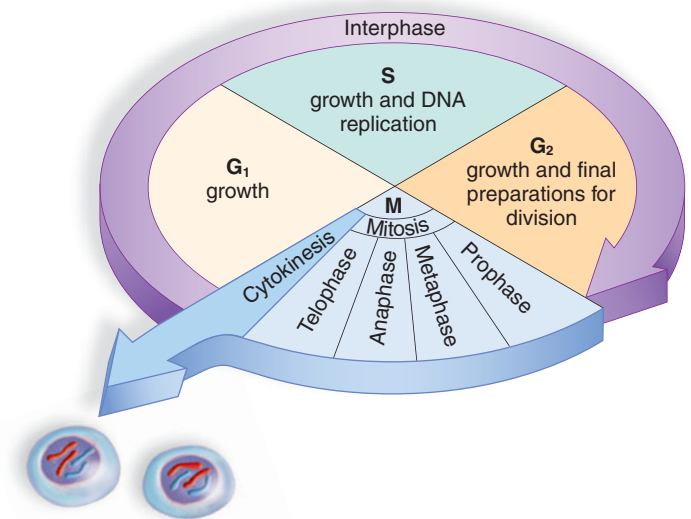 Interphase
S
growth and DNA
replication
G₁
growth
G₂
growth and final
preparations for
division
M
Mitosis
Cytokinesis
Telophase
Anaphase
Metaphase
Prophase